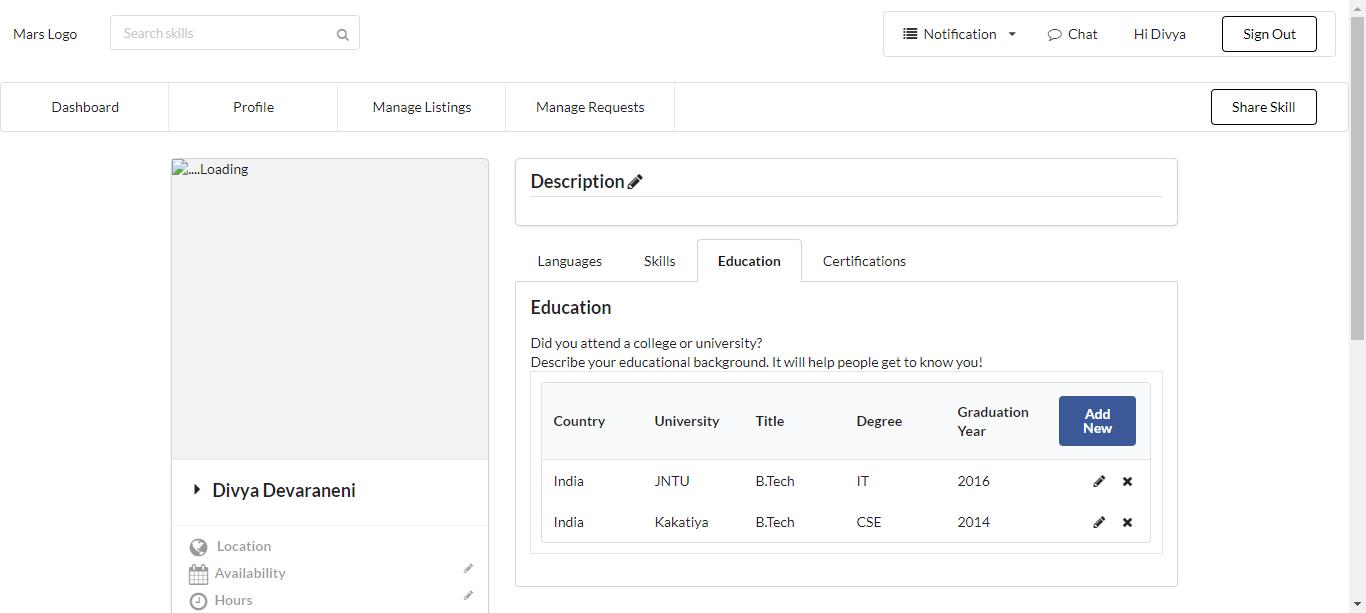 Mars Logo
Search skills
Notification
Chat
Hi Divya
Sign Out
Dashboard
Profile
Manage Listings
Manage Requests
Share Skill
....Loading
Divya Devaraneni
Location
Availability
Hours
Description
Languages
Skills
Education
Certifications
Education
Did you attend a college or university?
Describe your educational background. It will help people get to know you!
Country University Title Degree Graduation Year
Add New
India JNTU B.Tech IT 2016
India Kakatiya B.Tech CSE 2014